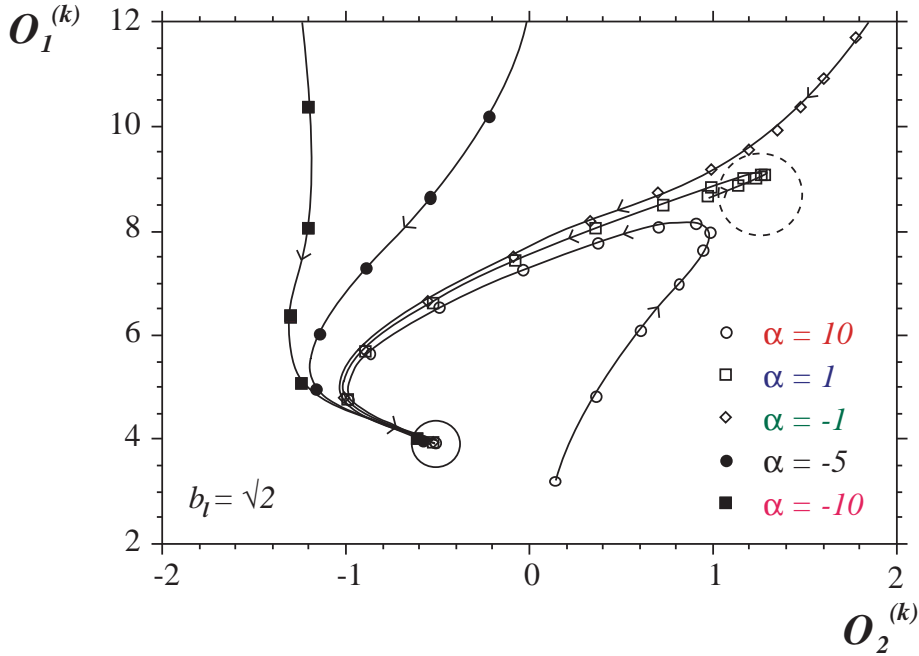 O₁⁽ᵏ⁾
12
10
8
6
4
2
-2
-1
0
1
2
O₂⁽ᵏ⁾
bₗ = √2
α = 10
α = 1
α = -1
α = -5
α = -10